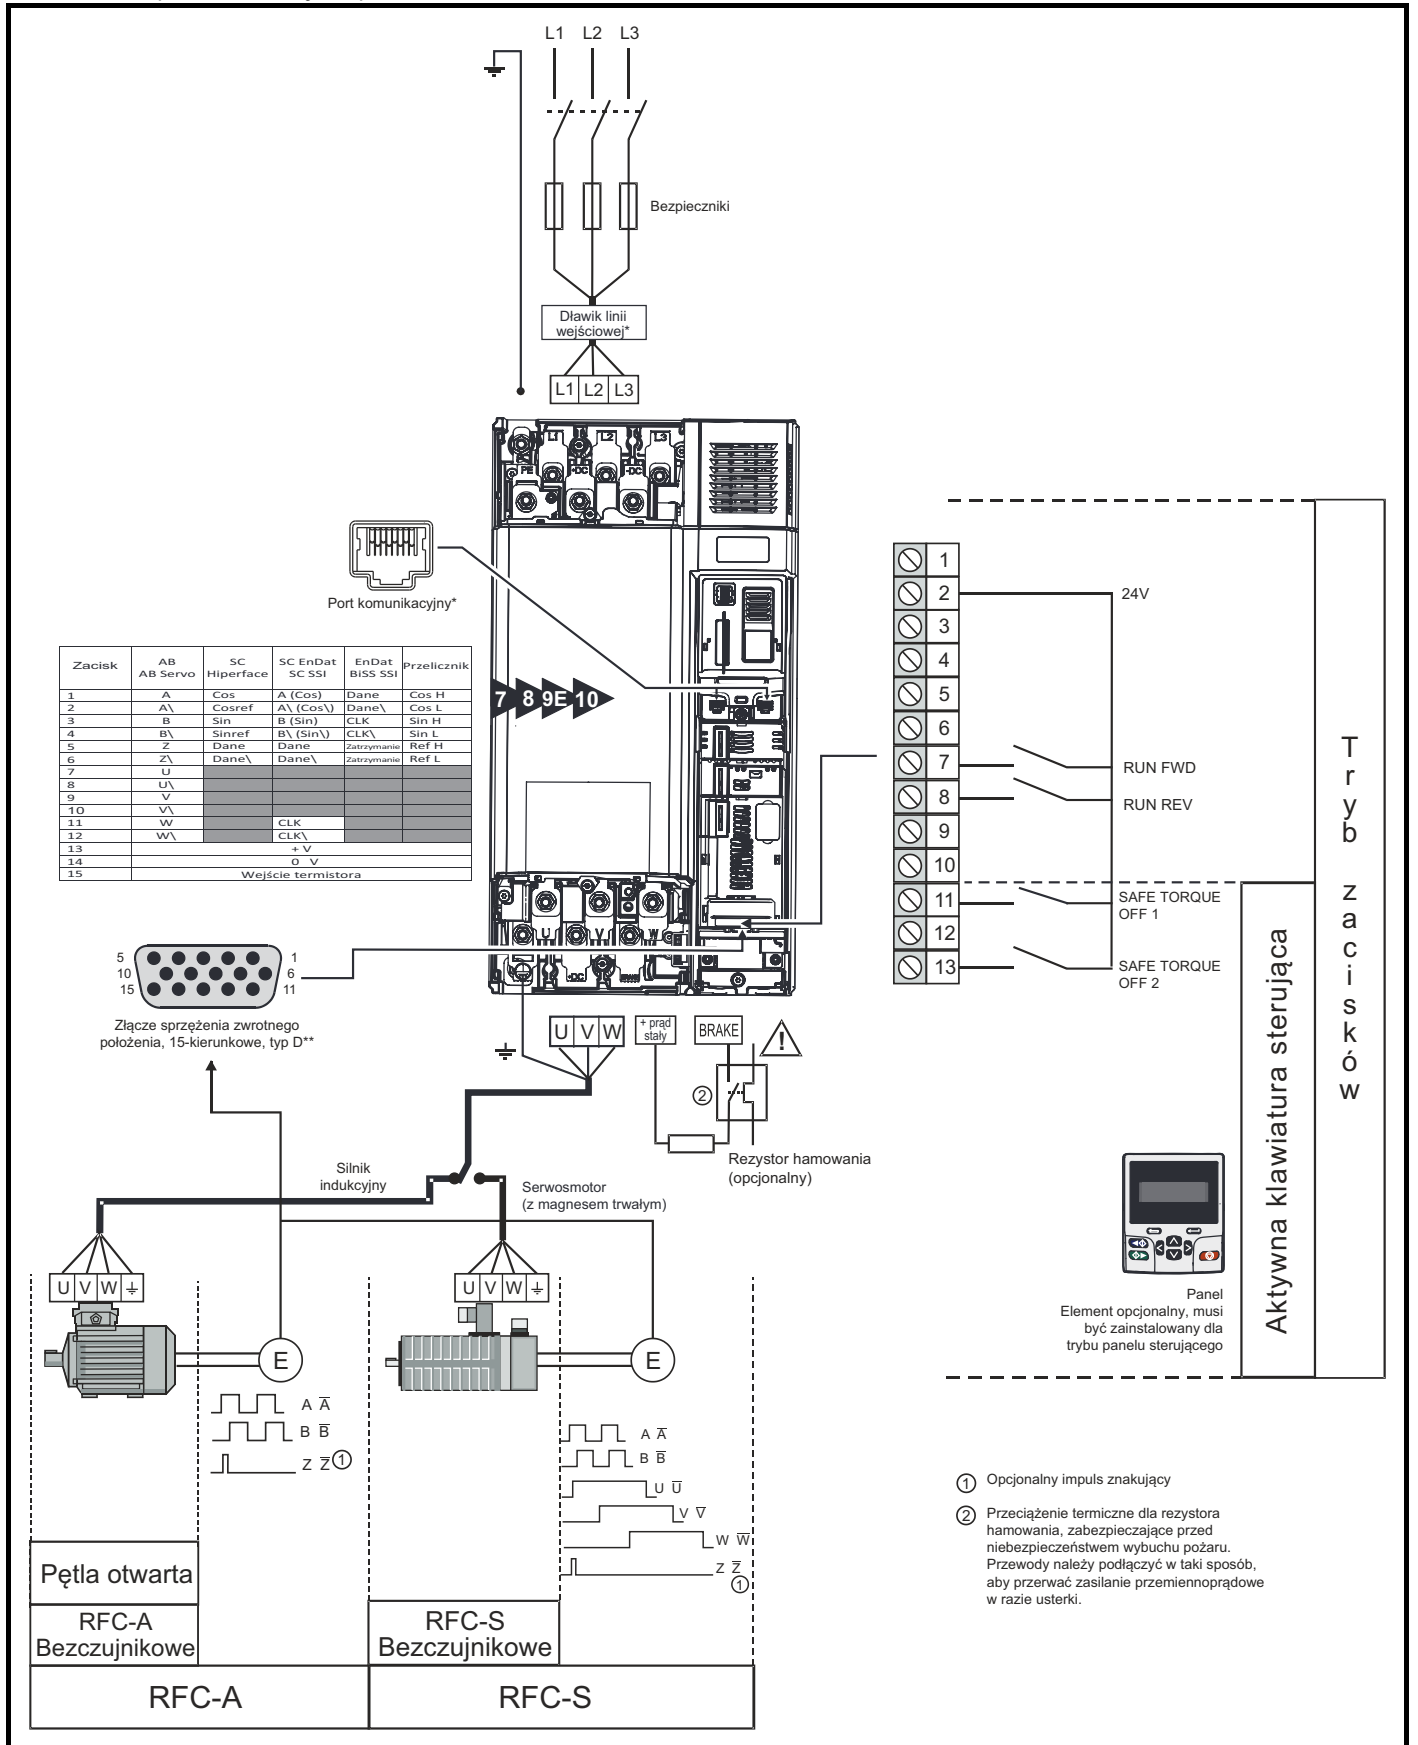 L1 L2 L3
Bezpieczniki
Dławik linii
wejściowej*
L1 L2 L3
L1 L2 L3
PE +DC -DC
Port komunikacyjny*
Zacisk | AB AB Servo | SC Hiperface | SC EnDat SC SSI | EnDat BiSS SSI | Przelicznik
1 A Cos A (Cos) Dane Cos H
2 A\ Cosref A\ (Cos\) Dane\ Cos L
3 B Sin B (Sin) CLK Sin H
4 B\ Sinref B\ (Sin\) CLK\ Sin L
5 Z Dane Dane Zatrzymanie Ref H
6 Z\ Dane\ Dane\ Zatrzymanie Ref L
7 U
8 U\
9 V
10 V\
11 W CLK
12 W\ CLK\
13 + V
14 0 V
15 Wejście termistora
7 8 9E 10
U V W
1
2 24V
3
4
5
6
7 RUN FWD
8 RUN REV
9
10
11 SAFE TORQUE
OFF 1
12
13 SAFE TORQUE
OFF 2
Tryb zacisków
Aktywna klawiatura sterująca
5 1
10 6
15 11
Złącze sprzężenia zwrotnego
położenia, 15-kierunkowe, typ D**
U V W
+ prąd
stały
BRAKE
!
2
Rezystor hamowania
(opcjonalny)
Silnik
indukcyjny
Serwosmotor
(z magnesem trwałym)
U V W
U V W
E
E
A A̅
B B̅
Z Z̅ 1
A A̅
B B̅
U U̅
V V̅
W W̅
Z Z̅
1
Panel
Element opcjonalny, musi
być zainstalowany dla
trybu panelu sterującego
1 Opcjonalny impuls znakujący
2 Przeciążenie termiczne dla rezystora
hamowania, zabezpieczające przed
niebezpieczeństwem wybuchu pożaru.
Przewody należy podłączyć w taki sposób,
aby przerwać zasilanie przemiennoprądowe
w razie usterki.
Pętla otwarta
RFC-A
Bezczujnikowe
RFC-S
Bezczujnikowe
RFC-A
RFC-S